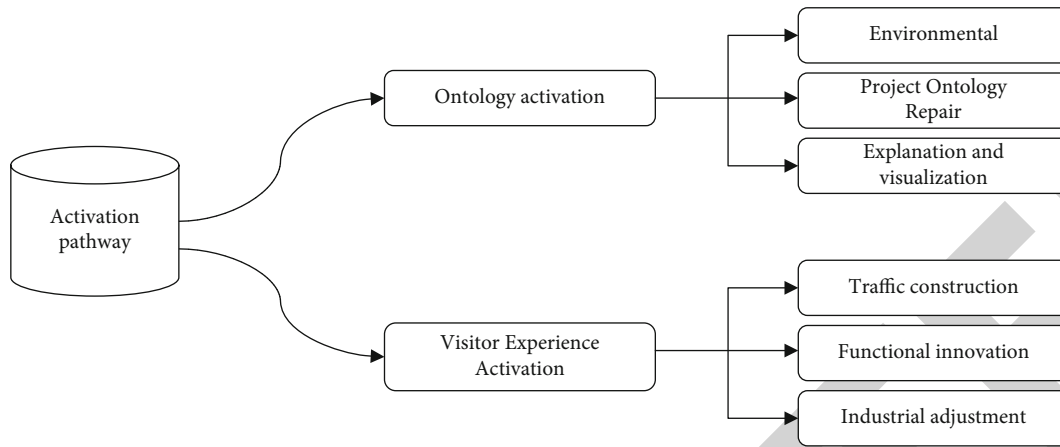 Activation
pathway
Ontology activation
Environmental
Project Ontology
Repair
Explanation and
visualization
Visitor Experience
Activation
Traffic construction
Functional innovation
Industrial adjustment